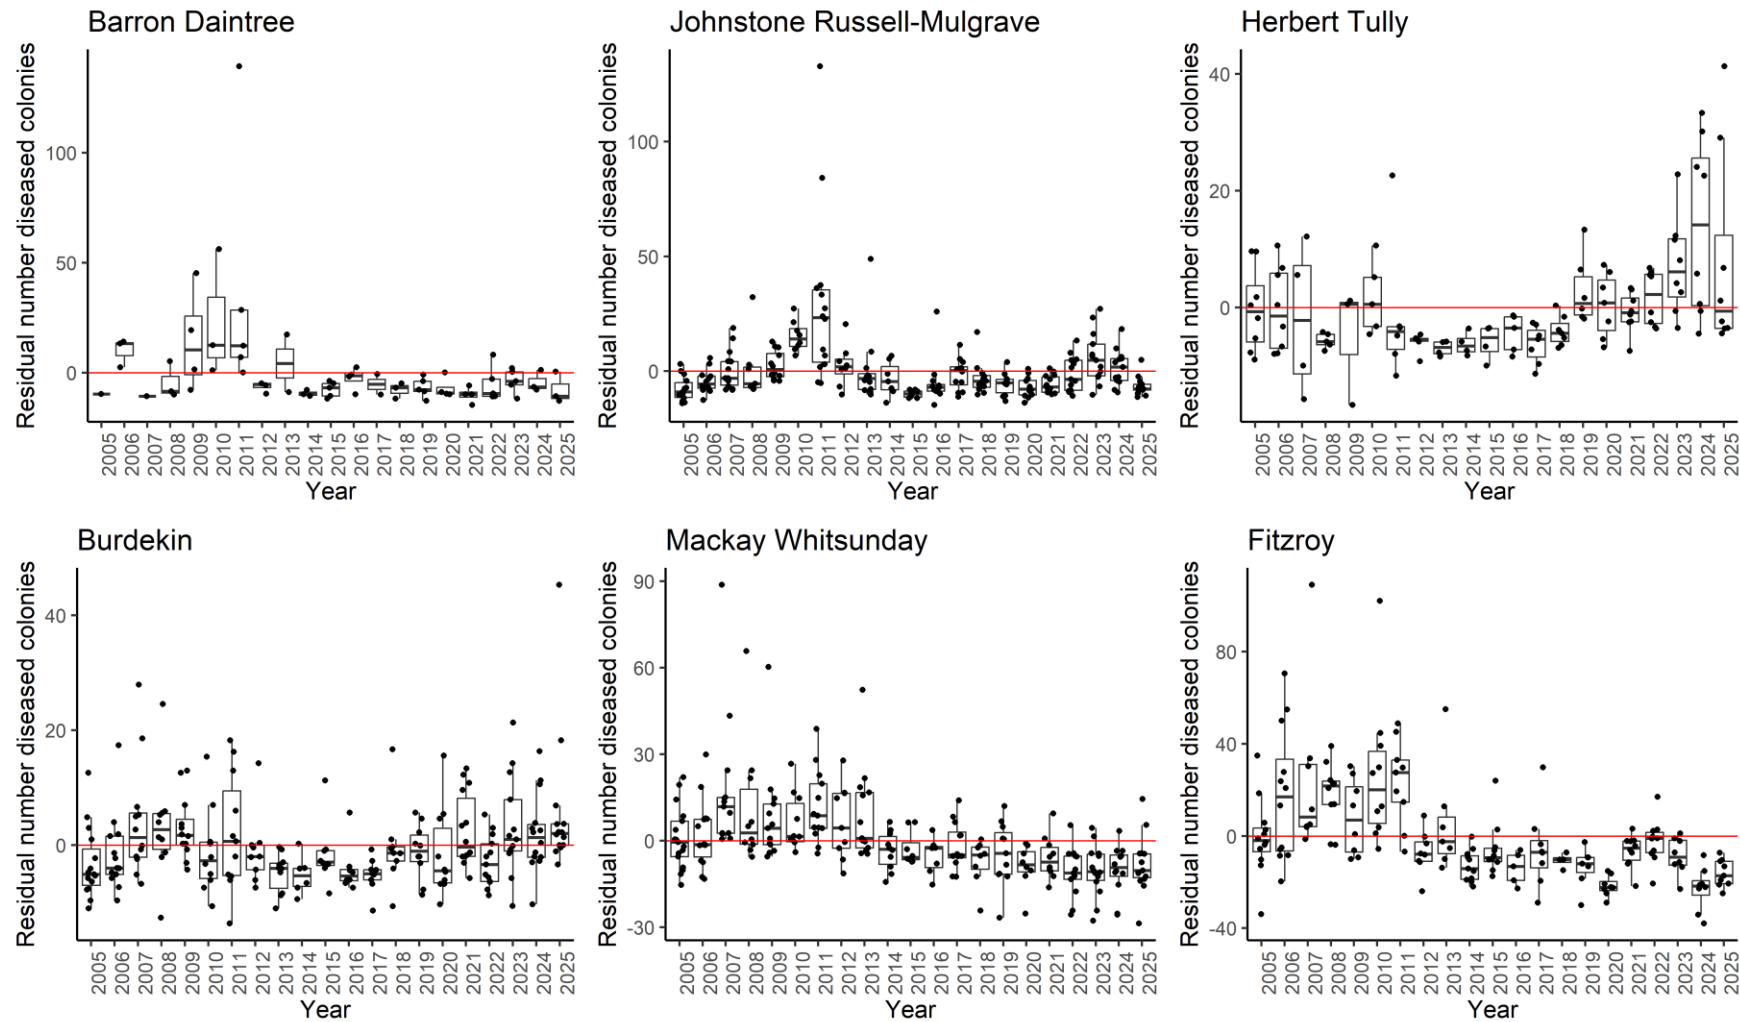 Barron Daintree
Residual number diseased colonies
100
50
0
2005 2006 2007 2008 2009 2010 2011 2012 2013 2014 2015 2016 2017 2018 2019 2020 2021 2022 2023 2024 2025
Year
Johnstone Russell-Mulgrave
Residual number diseased colonies
100
50
0
2005 2006 2007 2008 2009 2010 2011 2012 2013 2014 2015 2016 2017 2018 2019 2020 2021 2022 2023 2024 2025
Year
Herbert Tully
Residual number diseased colonies
40
20
0
2005 2006 2007 2008 2009 2010 2011 2012 2013 2014 2015 2016 2017 2018 2019 2020 2021 2022 2023 2024 2025
Year
Burdekin
Residual number diseased colonies
40
20
0
2005 2006 2007 2008 2009 2010 2011 2012 2013 2014 2015 2016 2017 2018 2019 2020 2021 2022 2023 2024 2025
Year
Mackay Whitsunday
Residual number diseased colonies
90
60
30
0
-30
2005 2006 2007 2008 2009 2010 2011 2012 2013 2014 2015 2016 2017 2018 2019 2020 2021 2022 2023 2024 2025
Year
Fitzroy
Residual number diseased colonies
80
40
0
-40
2005 2006 2007 2008 2009 2010 2011 2012 2013 2014 2015 2016 2017 2018 2019 2020 2021 2022 2023 2024 2025
Year